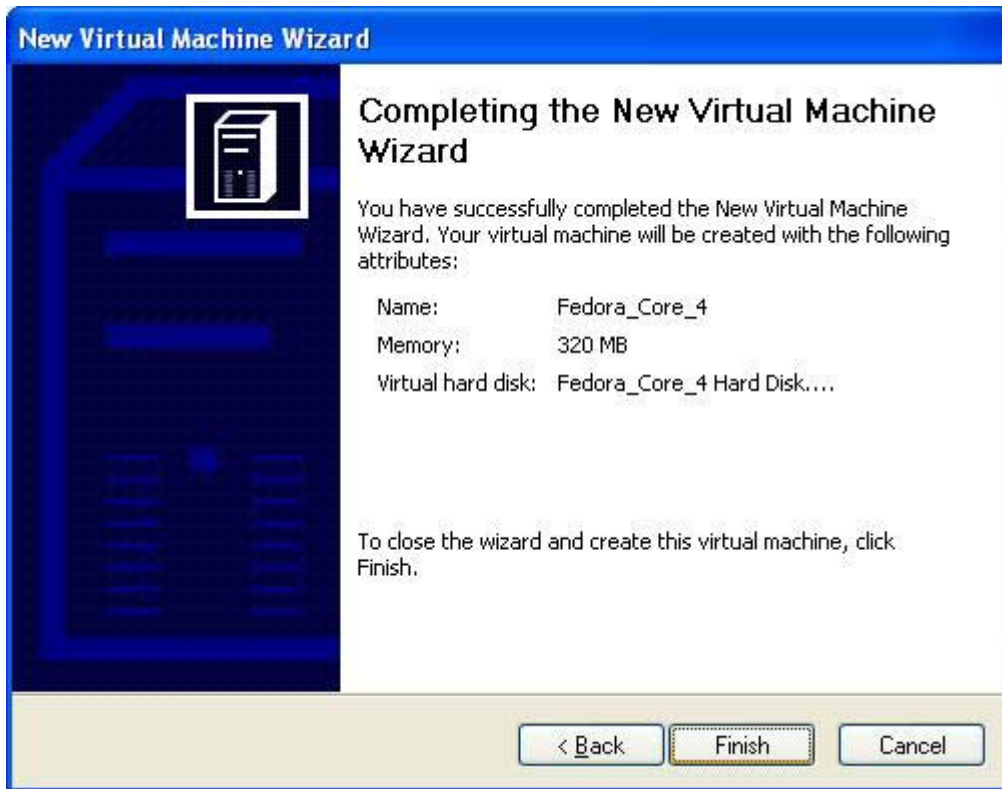 New Virtual Machine Wizard
Completing the New Virtual Machine
Wizard
You have successfully completed the New Virtual Machine
Wizard. Your virtual machine will be created with the following
attributes:
Name: Fedora_Core_4
Memory: 320 MB
Virtual hard disk: Fedora_Core_4 Hard Disk....
To close the wizard and create this virtual machine, click
Finish.
< Back Finish Cancel